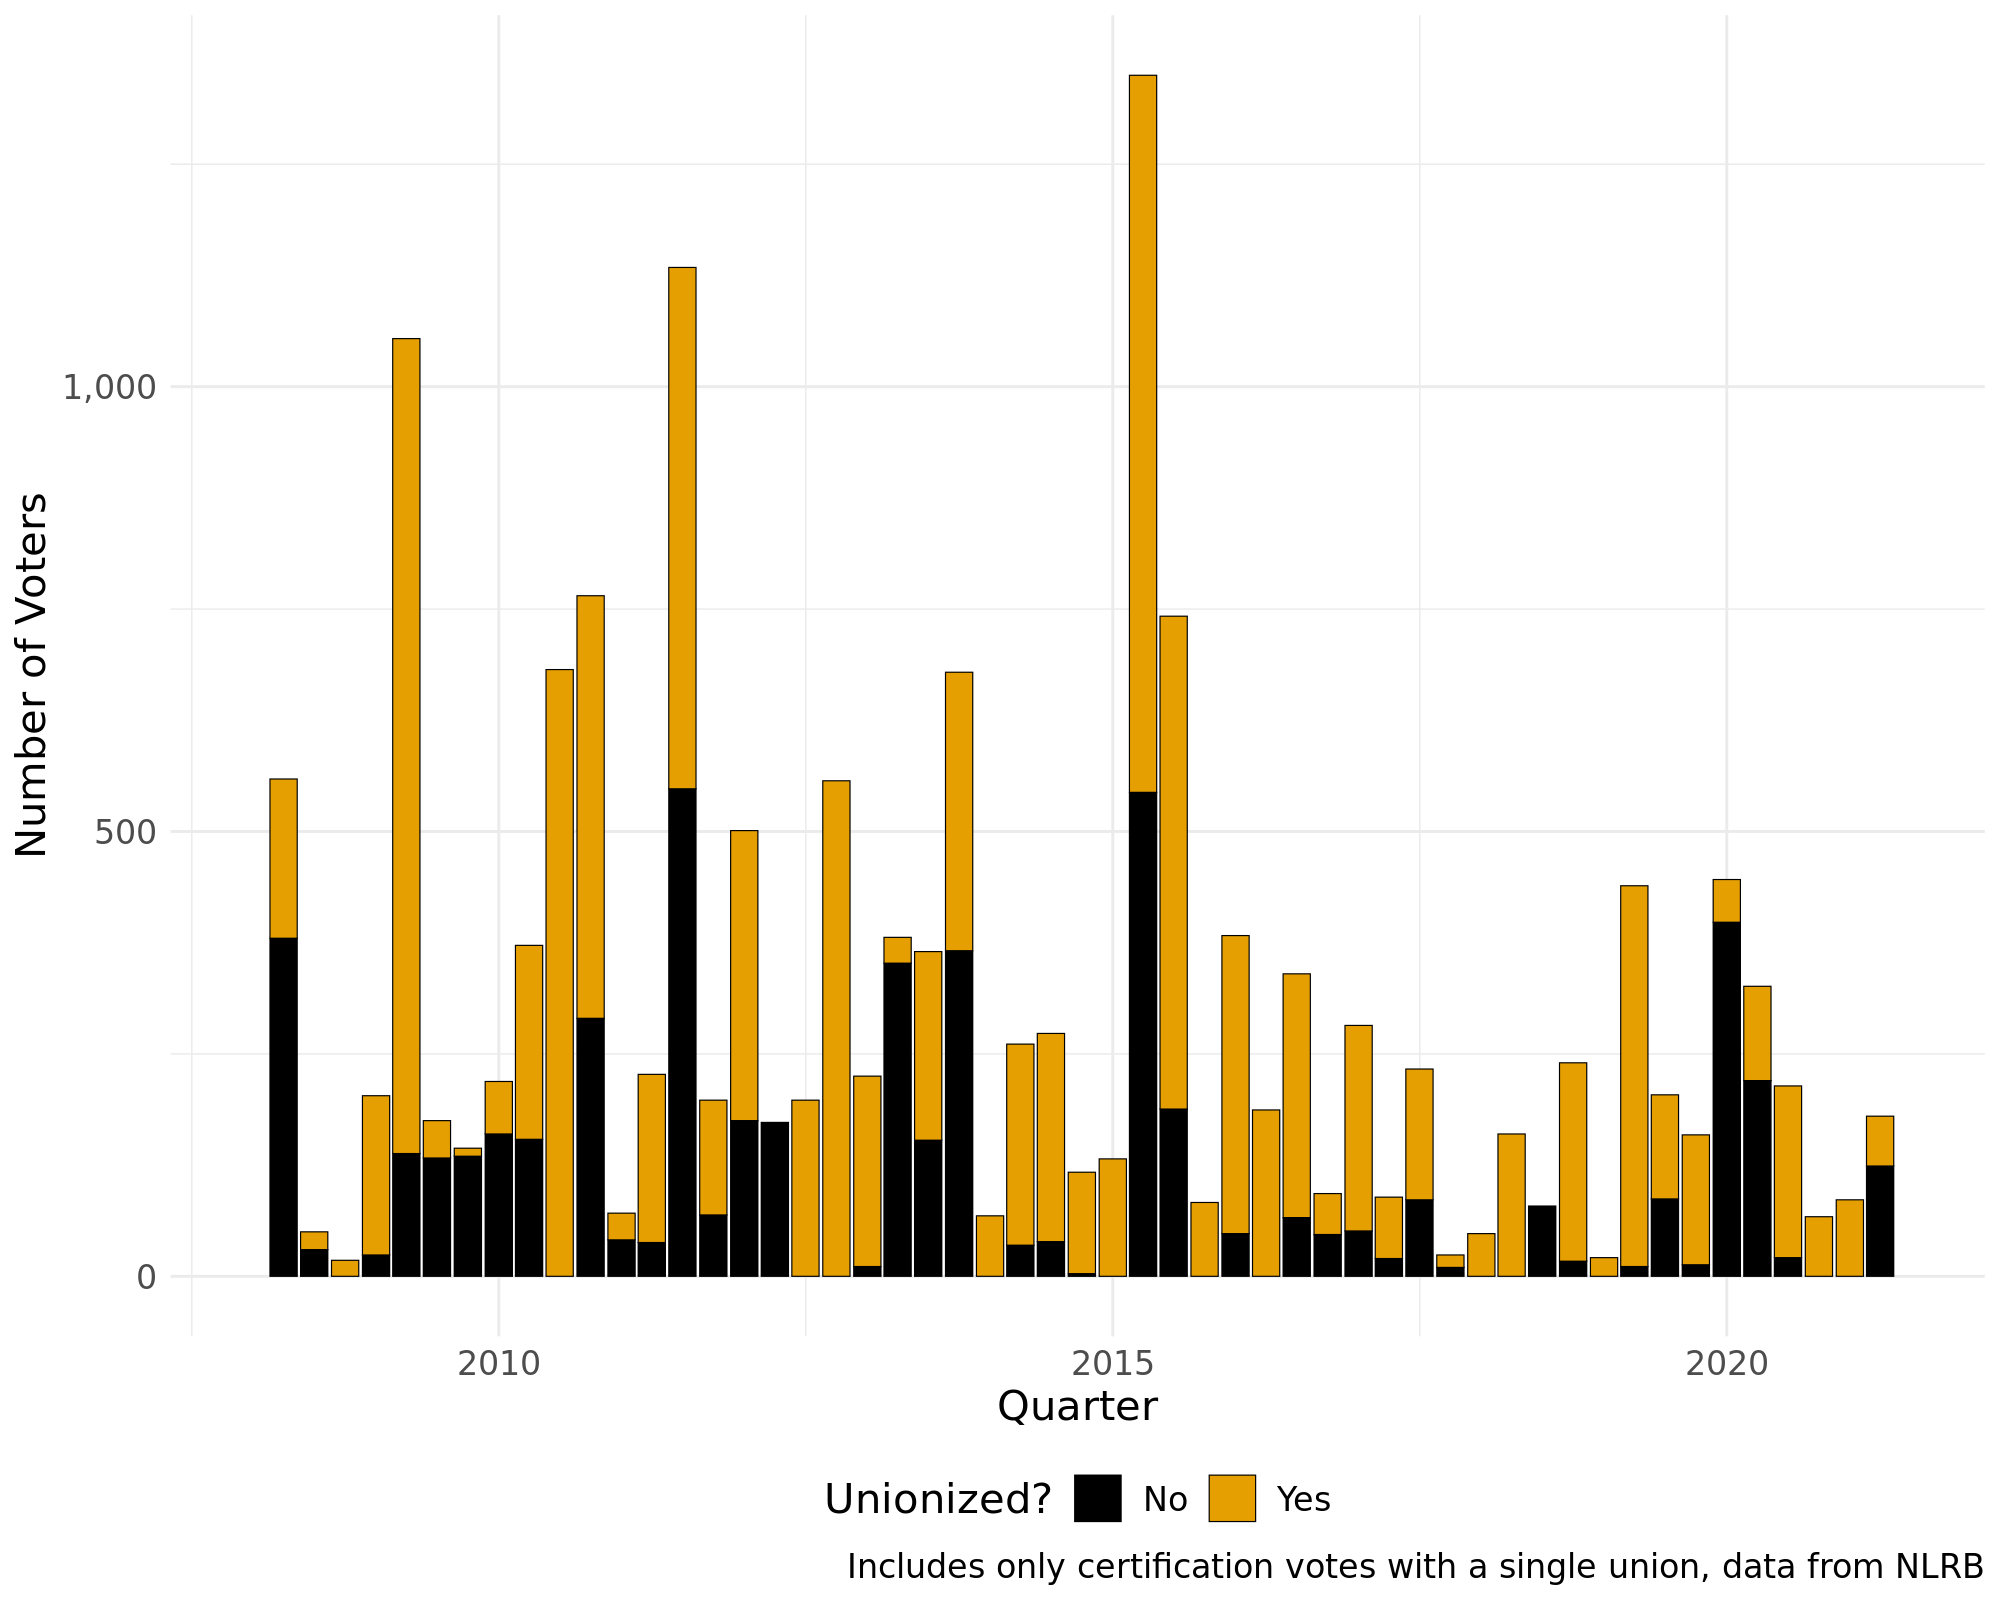 Number of Voters
1,000
500
0
2010 2015 2020
Quarter
Unionized? No Yes
Includes only certification votes with a single union, data from NLRB